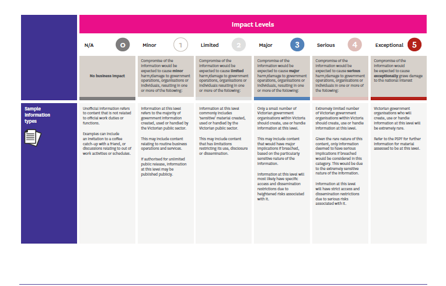 Impact Levels
N/A 0
Minor 1
Limited 2
Major 3
Serious 4
Exceptional 5
No business impact
Compromise of the
information would be
expected to cause minor
harm/damage to government
operations, organisations or
individuals, resulting in one
or more of the following:
Compromise of the
information would be
expected to cause limited
harm/damage to government
operations, organisations or
individuals, resulting in one
or more of the following:
Compromise of the
information would be
expected to cause major
harm/damage to government
operations, organisations or
individuals, resulting in one
or more of the following:
Compromise of the
information would be
expected to cause serious
harm/damage to government
operations, organisations or
individuals in one or more of
the following:
Compromise of the
information would
be expected to cause
exceptionally grave damage
to the national interest
Sample
information
types
Unofficial information refers
to content that is not related
to official work duties or
functions.
Examples can include
an invitation to a coffee
catch-up with a friend, or
discussions relating to out of
work activities or schedules.
Information at this level
refers to the majority of
government information
created, used or handled by
the Victorian public sector.
This may include content
relating to routine business
operations and services.
If authorised for unlimited
public release, information
at this level may be
published publicly.
Information at this level
commonly includes
'sensitive' material created,
used or handled by the
Victorian public sector.
This may include content
that has limitations
restricting its use, disclosure
or dissemination.
Only a small number of
Victorian government
organisations within Victoria
should create, use or handle
information at this level.
This may include content
that would have major
implications if breached,
based on the particularly
sensitive nature of the
information.
Information at this level will
most likely have specific
access and dissemination
restrictions due to
heightened risks associated
with it.
Extremely limited number
of Victorian government
organisations within Victoria
should create, use or handle
information at this level.
Given the rare nature of this
content, only information
deemed to have serious
implications if breached
would be considered in this
category. This would be due
to the extremely sensitive
nature of the information.
Information at this level
will have strict access and
dissemination restrictions
due to serious risks
associated with it.
Victorian government
organisations who will
create, use or handle
information at this level will
be extremely rare.
Refer to the PSPF for further
information for material
assessed to be at this level.